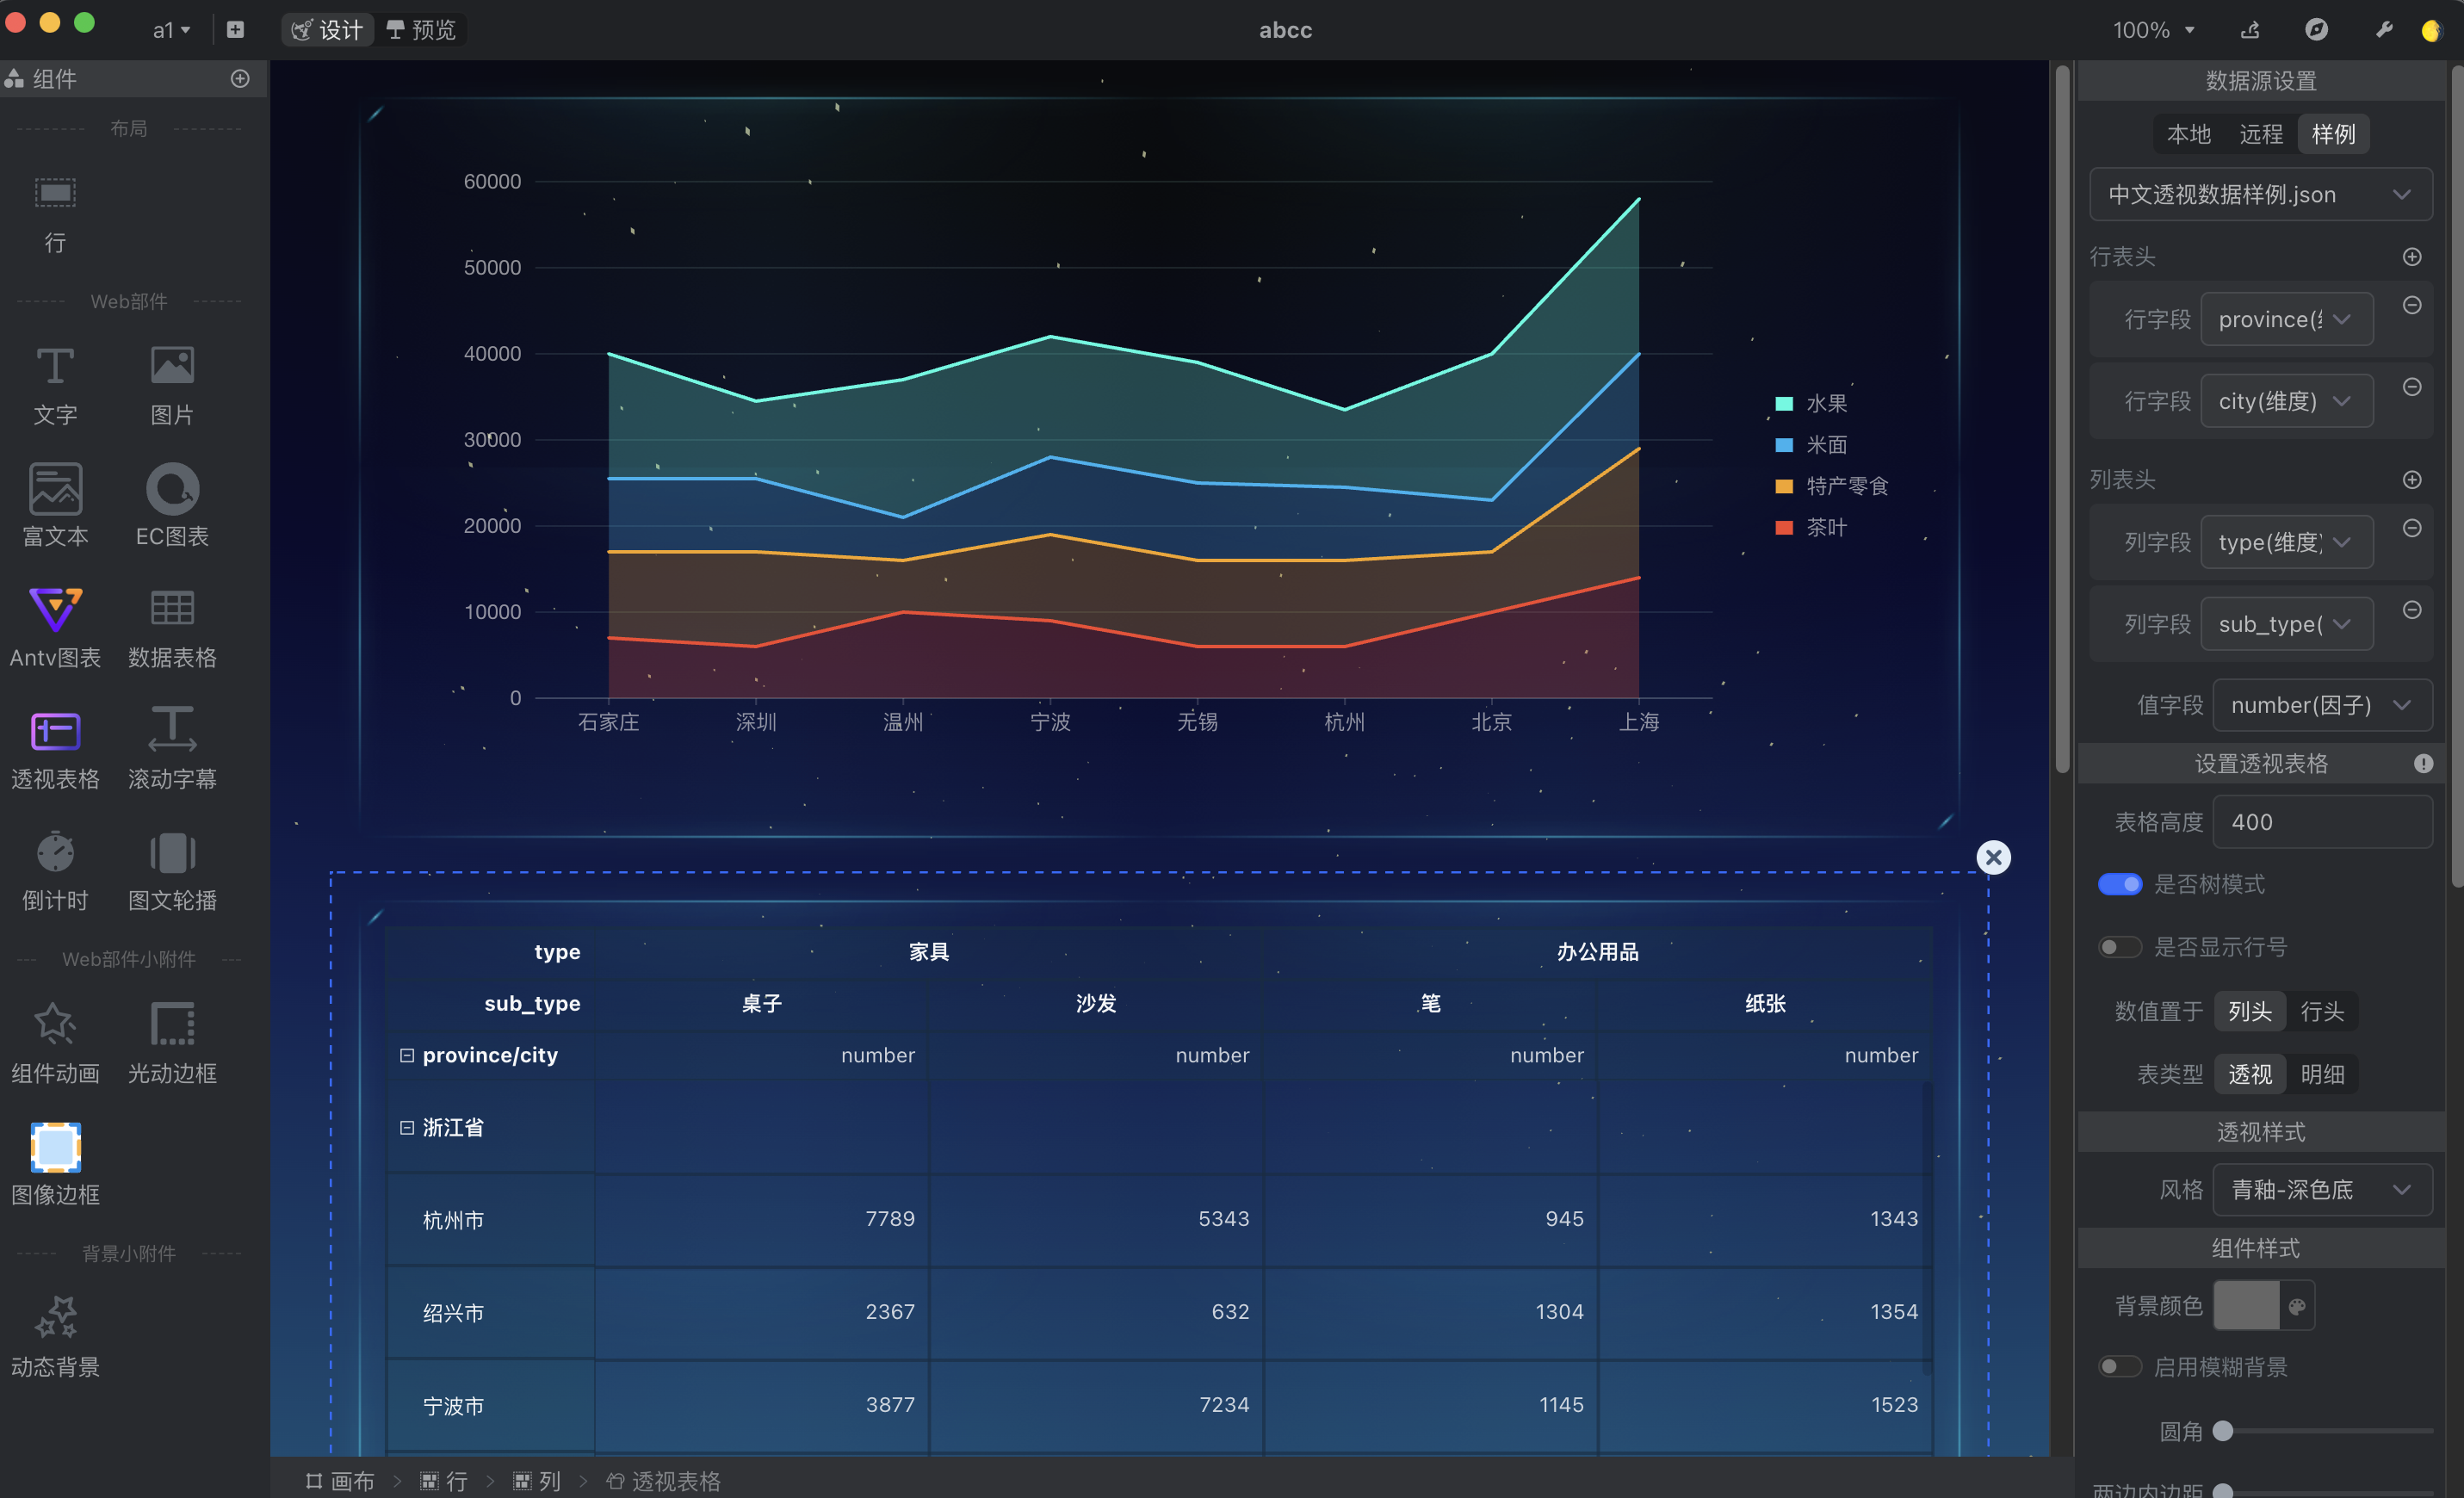 a1
设计
预览
abcc
100%
组件
布局
行
Web部件
文字
图片
富文本
EC图表
Antv图表
数据表格
透视表格
滚动字幕
倒计时
图文轮播
Web部件小附件
组件动画
光动边框
图像边框
背景小附件
动态背景
60000
50000
40000
30000
20000
10000
0
石家庄 深圳 温州 宁波 无锡 杭州 北京 上海
水果
米面
特产零食
茶叶
type 家具 办公用品
sub_type 桌子 沙发 笔 纸张
province/city number number number number
浙江省
杭州市 7789 5343 945 1343
绍兴市 2367 632 1304 1354
宁波市 3877 7234 1145 1523
画布 > 行 > 列 > 透视表格
数据源设置
本地 远程 样例
中文透视数据样例.json
行表头
行字段 province(
行字段 city(维度)
列表头
列字段 type(维度)
列字段 sub_type(
值字段 number(因子)
设置透视表格
表格高度 400
是否树模式
是否显示行号
数值置于 列头 行头
表类型 透视 明细
透视样式
风格 青釉-深色底
组件样式
背景颜色
启用模糊背景
圆角
两边内边距